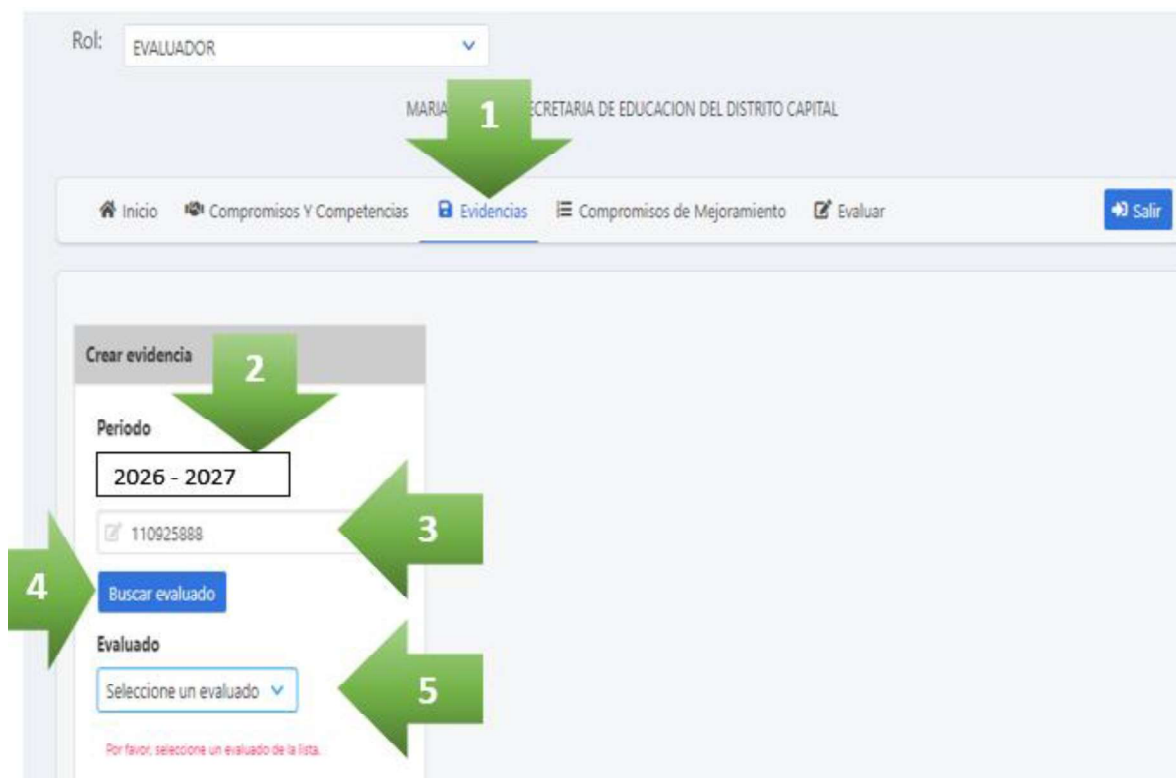 Rol: EVALUADOR
MARIA CRETARIA DE EDUCACION DEL DISTRITO CAPITAL
1
Inicio Compromisos Y Competencias Evidencias Compromisos de Mejoramiento Evaluar Salir
Crear evidencia
2
Periodo
2026 - 2027
110925888
3
4
Buscar evaluado
Evaluado
Seleccione un evaluado
5
Por favor, seleccione un evaluado de la lista.